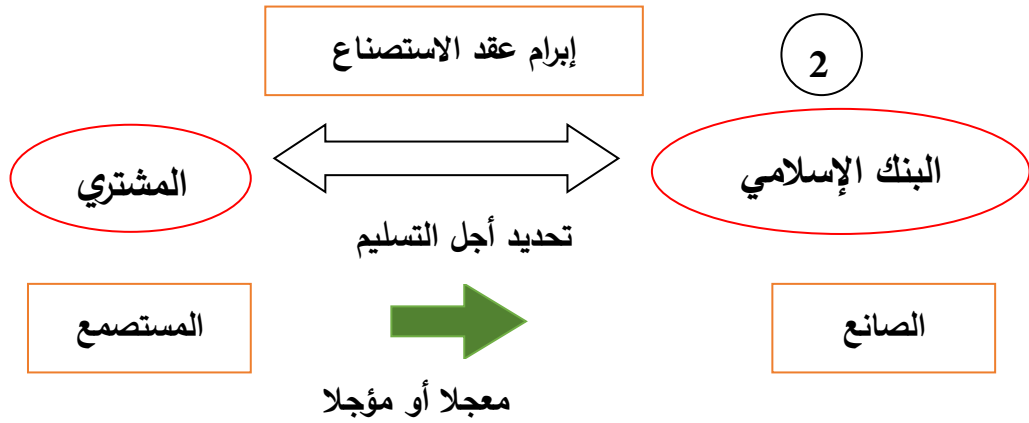 إبرام عقد الاستصناع
2
البنك الإسلامي
المشتري
تحديد أجل التسليم
الصانع
المستصمع
معجلا أو مؤجلا